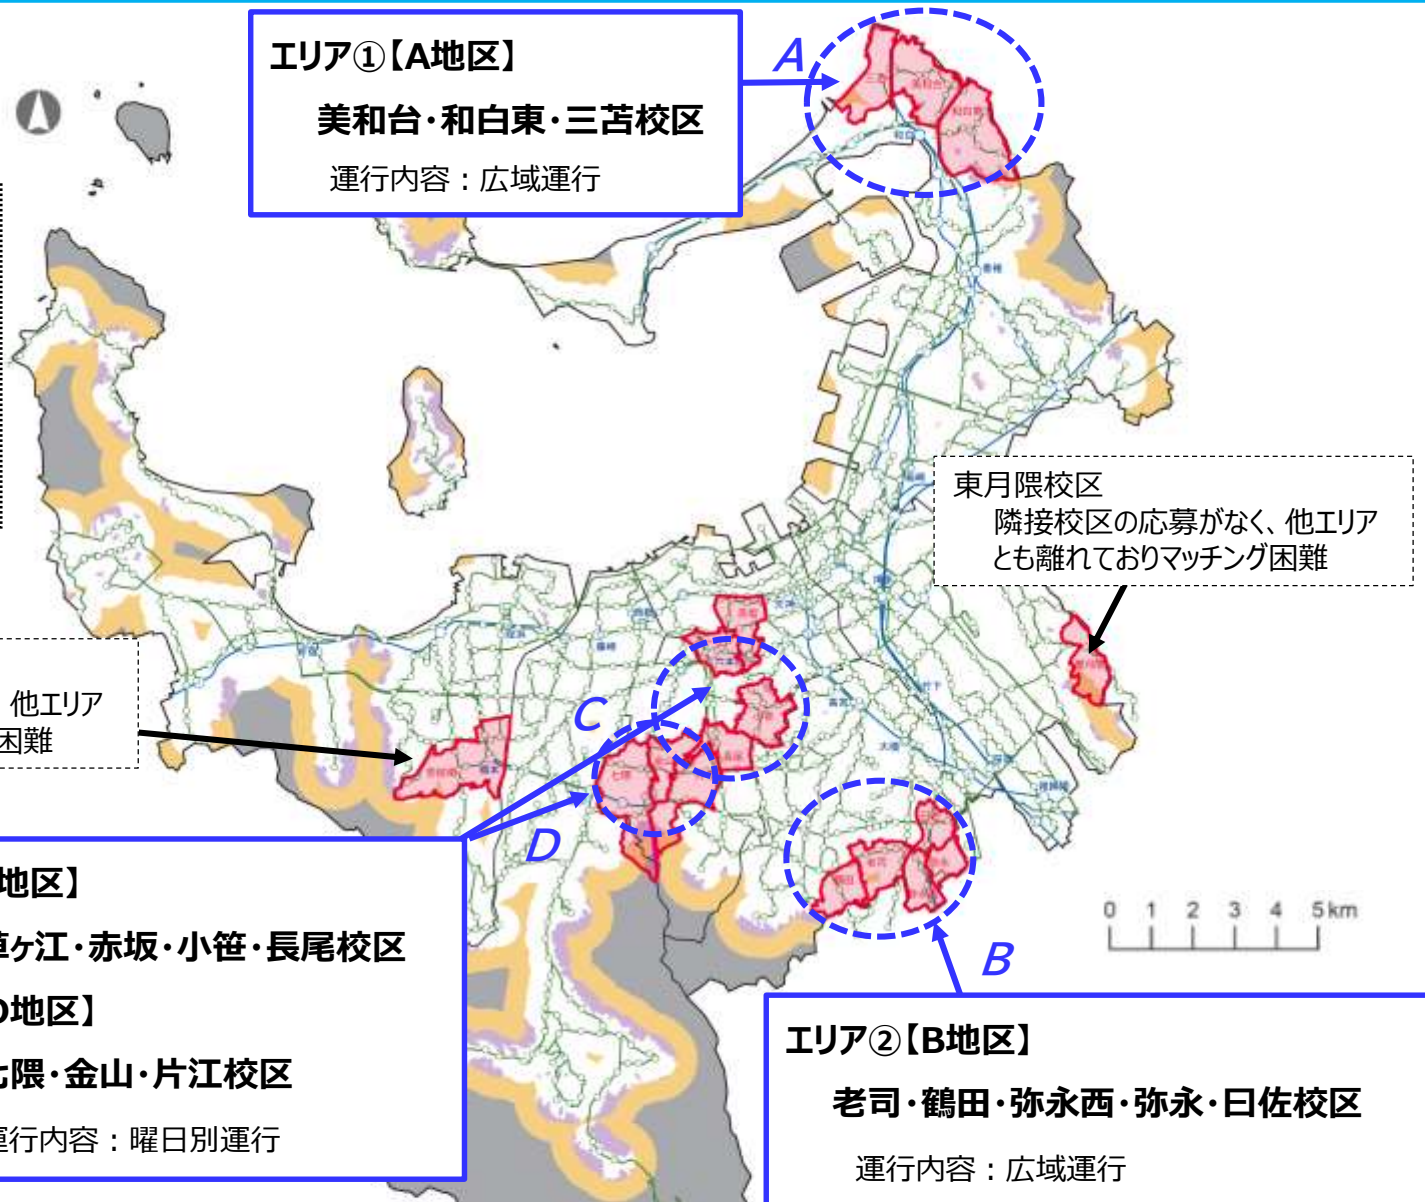 エリア①【A地区】
美和台・和白東・三苫校区
運行内容：広域運行
A
東月隈校区
隣接校区の応募がなく、他エリア
とも離れておりマッチング困難
他エリア
困難
C
D
B
0 1 2 3 4 5km
地区】
草ヶ江・赤坂・小笹・長尾校区
D地区】
七隈・金山・片江校区
運行内容：曜日別運行
エリア②【B地区】
老司・鶴田・弥永西・弥永・日佐校区
運行内容：広域運行